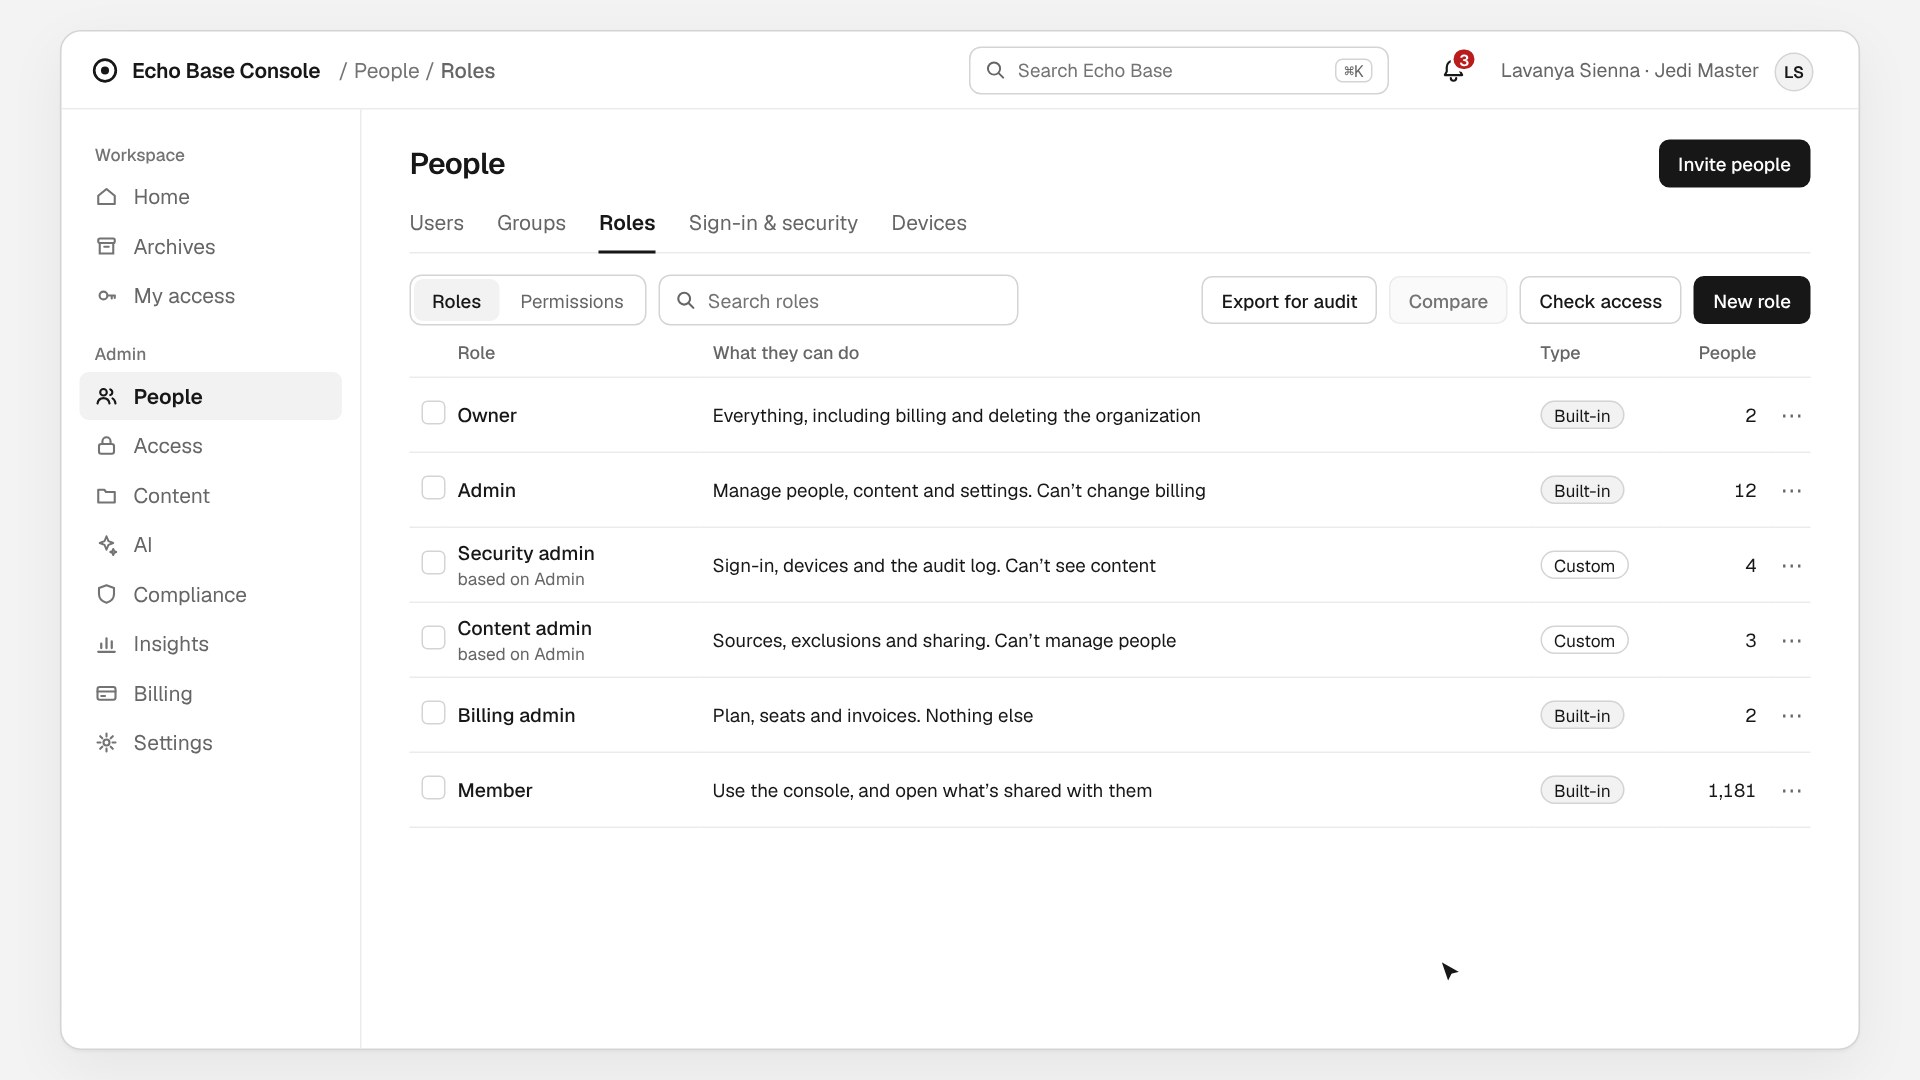 Echo Base Console / People / Roles
Search Echo Base ⌘K
3
Lavanya Sienna · Jedi Master LS
Workspace
Home
Archives
My access
Admin
People
Access
Content
AI
Compliance
Insights
Billing
Settings
People
Invite people
Users Groups Roles Sign-in & security Devices
Roles Permissions Search roles Export for audit Compare Check access New role
Role What they can do Type People
Owner Everything, including billing and deleting the organization Built-in 2 ···
Admin Manage people, content and settings. Can’t change billing Built-in 12 ···
Security admin
based on Admin
Sign-in, devices and the audit log. Can’t see content Custom 4 ···
Content admin
based on Admin
Sources, exclusions and sharing. Can’t manage people Custom 3 ···
Billing admin Plan, seats and invoices. Nothing else Built-in 2 ···
Member Use the console, and open what’s shared with them Built-in 1,181 ···